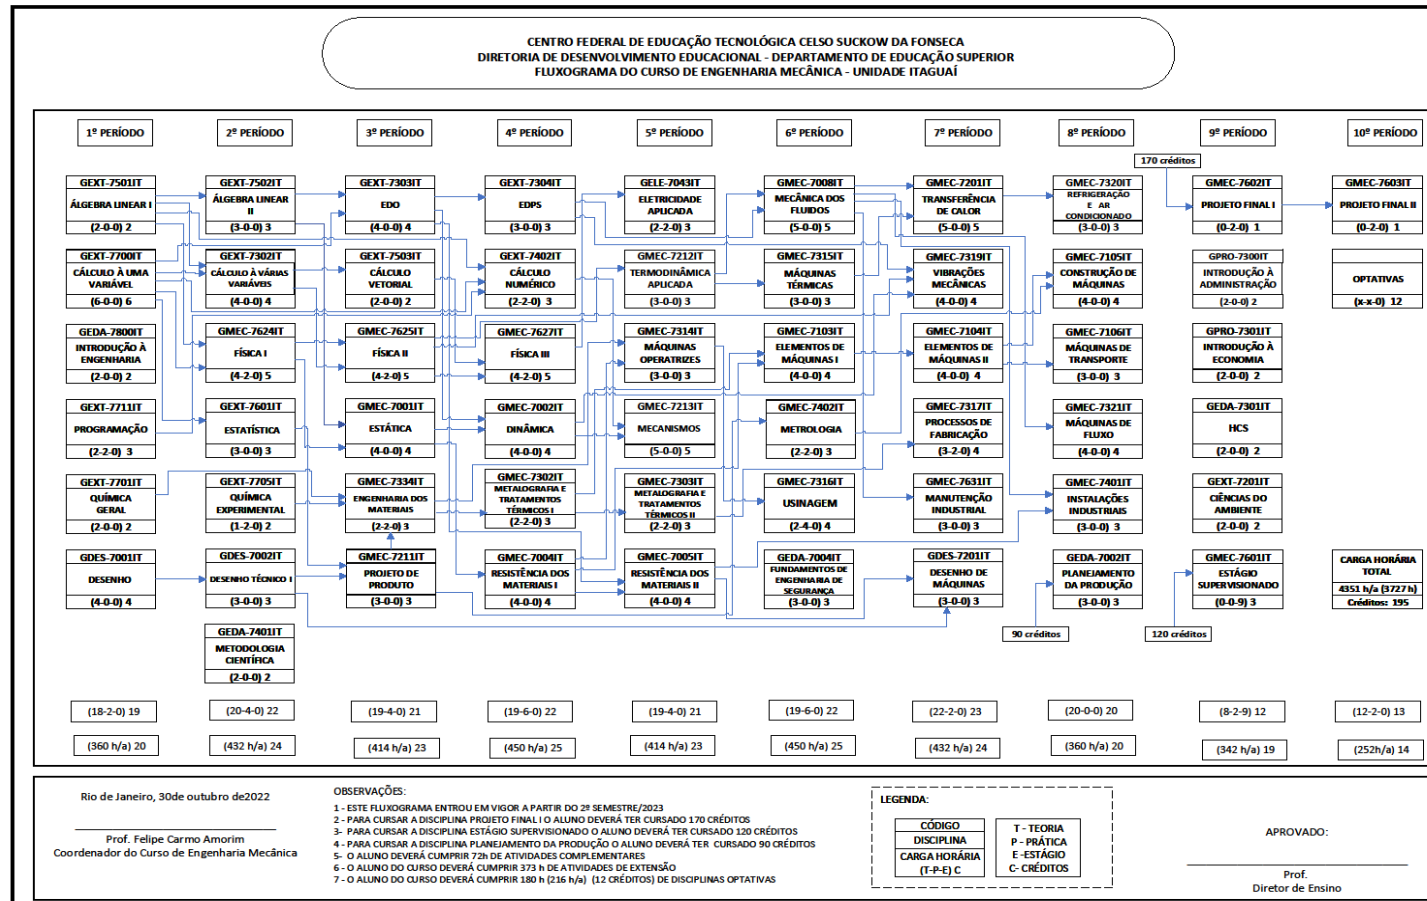 CENTRO FEDERAL DE EDUCAÇÃO TECNOLÓGICA CELSO SUCKOW DA FONSECA
DIRETORIA DE DESENVOLVIMENTO EDUCACIONAL - DEPARTAMENTO DE EDUCAÇÃO SUPERIOR
FLUXOGRAMA DO CURSO DE ENGENHARIA MECÂNICA - UNIDADE ITAGUAÍ
1º PERÍODO
GEXT-7501IT
ÁLGEBRA LINEAR I
(2-0-0) 2
GEXT-7700IT
CÁLCULO À UMA
VARIÁVEL
(6-0-0) 6
GEDA-7800IT
INTRODUÇÃO À
ENGENHARIA
(2-0-0) 2
GEXT-7711IT
PROGRAMAÇÃO
(2-2-0) 3
GEXT-7701IT
QUÍMICA
GERAL
(2-0-0) 2
GDES-7001IT
DESENHO
(4-0-0) 4
(18-2-0) 19
(360 h/a) 20
2º PERÍODO
GEXT-7502IT
ÁLGEBRA LINEAR
II
(3-0-0) 3
GEXT-7302IT
CÁLCULO À VÁRIAS
VARIÁVEIS
(4-0-0) 4
GMEC-7624IT
FÍSICA I
(4-2-0) 5
GEXT-7601IT
ESTATÍSTICA
(3-0-0) 3
GEXT-7705IT
QUÍMICA
EXPERIMENTAL
(1-2-0) 2
GDES-7002IT
DESENHO TÉCNICO I
(3-0-0) 3
GEDA-7401IT
METODOLOGIA
CIENTÍFICA
(2-0-0) 2
(20-4-0) 22
(432 h/a) 24
3º PERÍODO
GEXT-7303IT
EDO
(4-0-0) 4
GEXT-7503IT
CÁLCULO
VETORIAL
(2-0-0) 2
GMEC-7625IT
FÍSICA II
(4-2-0) 5
GMEC-7001IT
ESTÁTICA
(4-0-0) 4
GMEC-7334IT
ENGENHARIA DOS
MATERIAIS
(2-2-0) 3
GMEC-7211IT
PROJETO DE
PRODUTO
(3-0-0) 3
(19-4-0) 21
(414 h/a) 23
4º PERÍODO
GEXT-7304IT
EDPS
(3-0-0) 3
GEXT-7402IT
CÁLCULO
NUMÉRICO
(2-2-0) 3
GMEC-7627IT
FÍSICA III
(4-2-0) 5
GMEC-7002IT
DINÂMICA
(4-0-0) 4
GMEC-7302IT
METALOGRAFIA E
TRATAMENTOS
TÉRMICOS I
(2-2-0) 3
GMEC-7004IT
RESISTÊNCIA DOS
MATERIAIS I
(4-0-0) 4
(19-6-0) 22
(450 h/a) 25
5º PERÍODO
GELE-7043IT
ELETRICIDADE
APLICADA
(2-2-0) 3
GMEC-7212IT
TERMODINÂMICA
APLICADA
(3-0-0) 3
GMEC-7314IT
MÁQUINAS
OPERATRIZES
(3-0-0) 3
GMEC-7213IT
MECANISMOS
(5-0-0) 5
GMEC-7303IT
METALOGRAFIA E
TRATAMENTOS
TÉRMICOS II
(2-2-0) 3
GMEC-7005IT
RESISTÊNCIA DOS
MATERIAIS II
(4-0-0) 4
(19-4-0) 21
(414 h/a) 23
6º PERÍODO
GMEC-7008IT
MECÂNICA DOS
FLUIDOS
(5-0-0) 5
GMEC-7315IT
MÁQUINAS
TÉRMICAS
(3-0-0) 3
GMEC-7103IT
ELEMENTOS DE
MÁQUINAS I
(4-0-0) 4
GMEC-7402IT
METROLOGIA
(2-2-0) 3
GMEC-7316IT
USINAGEM
(2-4-0) 4
GEDA-7004IT
FUNDAMENTOS DE
ENGENHARIA DE
SEGURANÇA
(3-0-0) 3
(19-6-0) 22
(450 h/a) 25
7º PERÍODO
GMEC-7201IT
TRANSFERÊNCIA
DE CALOR
(5-0-0) 5
GMEC-7319IT
VIBRAÇÕES
MECÂNICAS
(4-0-0) 4
GMEC-7104IT
ELEMENTOS DE
MÁQUINAS II
(4-0-0) 4
GMEC-7317IT
PROCESSOS DE
FABRICAÇÃO
(3-2-0) 4
GMEC-7631IT
MANUTENÇÃO
INDUSTRIAL
(3-0-0) 3
GDES-7201IT
DESENHO DE
MÁQUINAS
(3-0-0) 3
(22-2-0) 23
(432 h/a) 24
8º PERÍODO
GMEC-7320IT
REFRIGERAÇÃO
E AR
CONDICIONADO
(3-0-0) 3
GMEC-7105IT
CONSTRUÇÃO DE
MÁQUINAS
(4-0-0) 4
GMEC-7106IT
MÁQUINAS DE
TRANSPORTE
(3-0-0) 3
GMEC-7321IT
MÁQUINAS DE
FLUXO
(4-0-0) 4
GMEC-7401IT
INSTALAÇÕES
INDUSTRIAIS
(3-0-0) 3
GEDA-7002IT
PLANEJAMENTO
DA PRODUÇÃO
(3-0-0) 3
90 créditos
(20-0-0) 20
(360 h/a) 20
9º PERÍODO
170 créditos
GMEC-7602IT
PROJETO FINAL I
(0-2-0) 1
GPRO-7300IT
INTRODUÇÃO À
ADMINISTRAÇÃO
(2-0-0) 2
GPRO-7301IT
INTRODUÇÃO À
ECONOMIA
(2-0-0) 2
GEDA-7301IT
HCS
(2-0-0) 2
GEXT-7201IT
CIÊNCIAS DO
AMBIENTE
(2-0-0) 2
GMEC-7601IT
ESTÁGIO
SUPERVISIONADO
(0-0-9) 3
120 créditos
(8-2-9) 12
(342 h/a) 19
10º PERÍODO
GMEC-7603IT
PROJETO FINAL II
(0-2-0) 1
OPTATIVAS
(x-x-0) 12
CARGA HORÁRIA
TOTAL
4351 h/a (3727 h)
Créditos: 195
(12-2-0) 13
(252h/a) 14
Rio de Janeiro, 30de outubro de2022
Prof. Felipe Carmo Amorim
Coordenador do Curso de Engenharia Mecânica
OBSERVAÇÕES:
1 - ESTE FLUXOGRAMA ENTROU EM VIGOR A PARTIR DO 2º SEMESTRE/2023
2 - PARA CURSAR A DISCIPLINA PROJETO FINAL I O ALUNO DEVERÁ TER CURSADO 170 CRÉDITOS
3- PARA CURSAR A DISCIPLINA ESTÁGIO SUPERVISIONADO O ALUNO DEVERÁ TER CURSADO 120 CRÉDITOS
4 - PARA CURSAR A DISCIPLINA PLANEJAMENTO DA PRODUÇÃO O ALUNO DEVERÁ TER CURSADO 90 CRÉDITOS
5- O ALUNO DEVERÁ CUMPRIR 72h DE ATIVIDADES COMPLEMENTARES
6 - O ALUNO DO CURSO DEVERÁ CUMPRIR 373 h DE ATIVIDADES DE EXTENSÃO
7 - O ALUNO DO CURSO DEVERÁ CUMPRIR 180 h (216 h/a) (12 CRÉDITOS) DE DISCIPLINAS OPTATIVAS
LEGENDA:
CÓDIGO
DISCIPLINA
CARGA HORÁRIA
(T-P-E) C
T - TEORIA
P - PRÁTICA
E -ESTÁGIO
C- CRÉDITOS
APROVADO:
Prof.
Diretor de Ensino